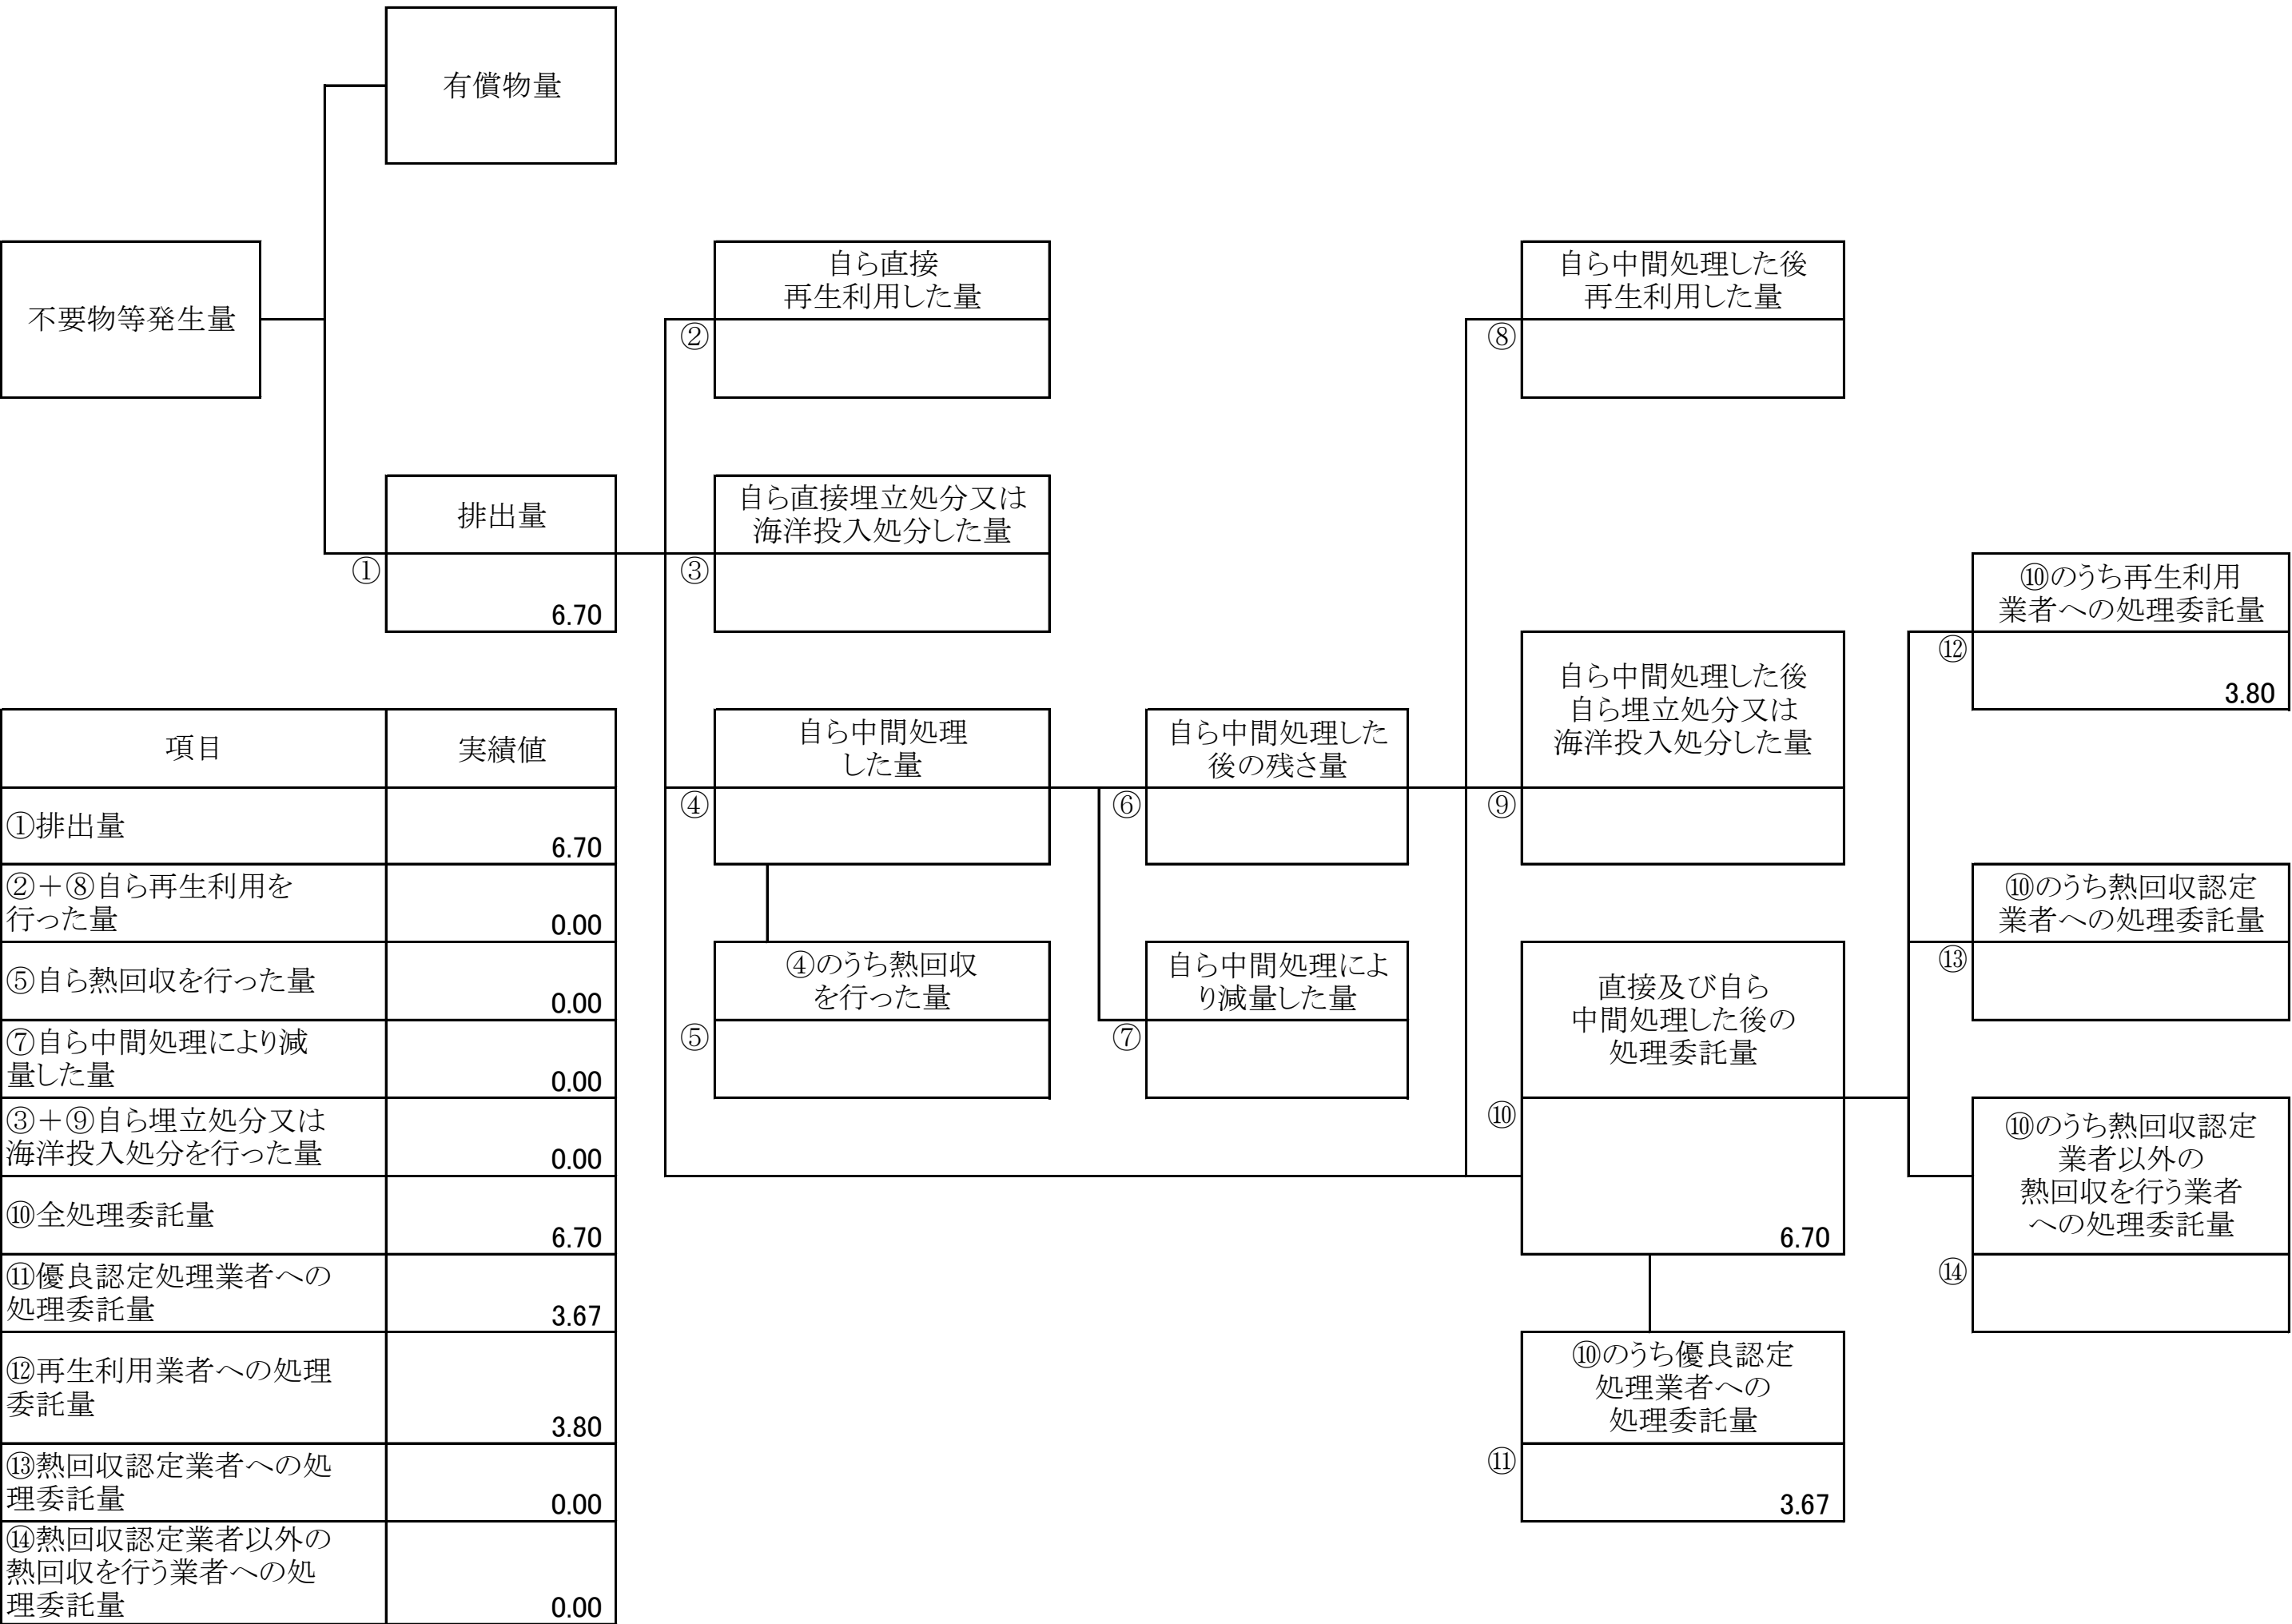 有償物量
不要物等発生量
自ら直接
再生利用した量
②
自ら中間処理した後
再生利用した量
⑧
排出量
①
6.70
自ら直接埋立処分又は
海洋投入処分した量
③
⑩のうち再生利用
業者への処理委託量
⑫
3.80
自ら中間処理した後
自ら埋立処分又は
海洋投入処分した量
⑨
自ら中間処理
した量
④
自ら中間処理した
後の残さ量
⑥
⑩のうち熱回収認定
業者への処理委託量
⑬
④のうち熱回収
を行った量
⑤
自ら中間処理によ
り減量した量
⑦
直接及び自ら
中間処理した後の
処理委託量
⑩
6.70
⑩のうち熱回収認定
業者以外の
熱回収を行う業者
への処理委託量
⑭
⑩のうち優良認定
処理業者への
処理委託量
⑪
3.67
項目 実績値
①排出量
6.70
②＋⑧自ら再生利用を
行った量
0.00
⑤自ら熱回収を行った量
0.00
⑦自ら中間処理により減
量した量
0.00
③＋⑨自ら埋立処分又は
海洋投入処分を行った量
0.00
⑩全処理委託量
6.70
⑪優良認定処理業者への
処理委託量
3.67
⑫再生利用業者への処理
委託量
3.80
⑬熱回収認定業者への処
理委託量
0.00
⑭熱回収認定業者以外の
熱回収を行う業者への処
理委託量
0.00